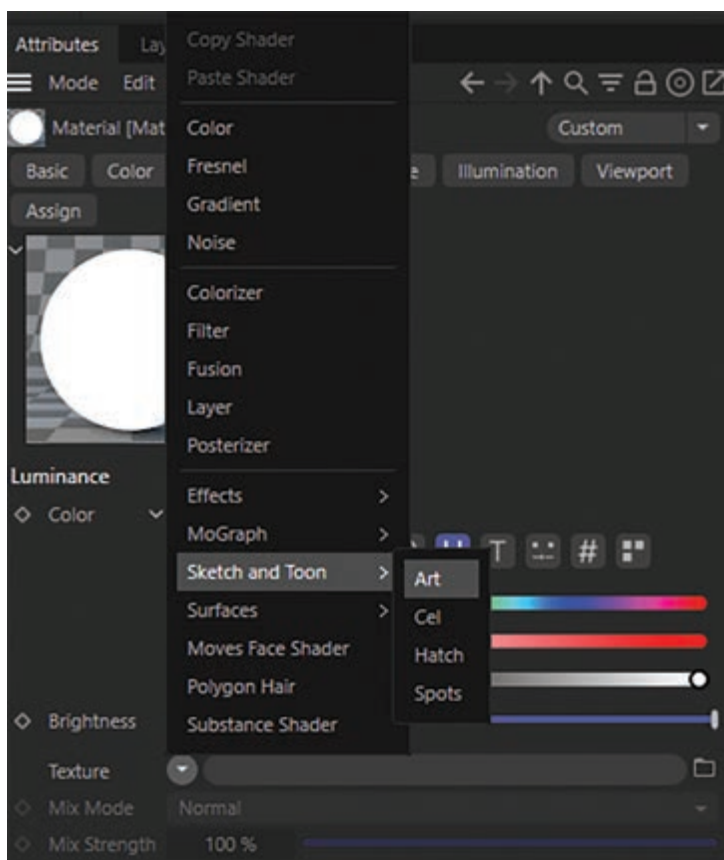 Attributes Lay
Mode Edit
Material [Mat
Custom
Basic Color
e Illumination Viewport
Assign
Copy Shader
Paste Shader
Color
Fresnel
Gradient
Noise
Colorizer
Filter
Fusion
Layer
Posterizer
Effects >
MoGraph >
Sketch and Toon >
Surfaces >
Moves Face Shader
Polygon Hair
Substance Shader
Art
Cel
Hatch
Spots
H T #
Luminance
Color
Brightness
Texture
Mix Mode Normal
Mix Strength 100 %